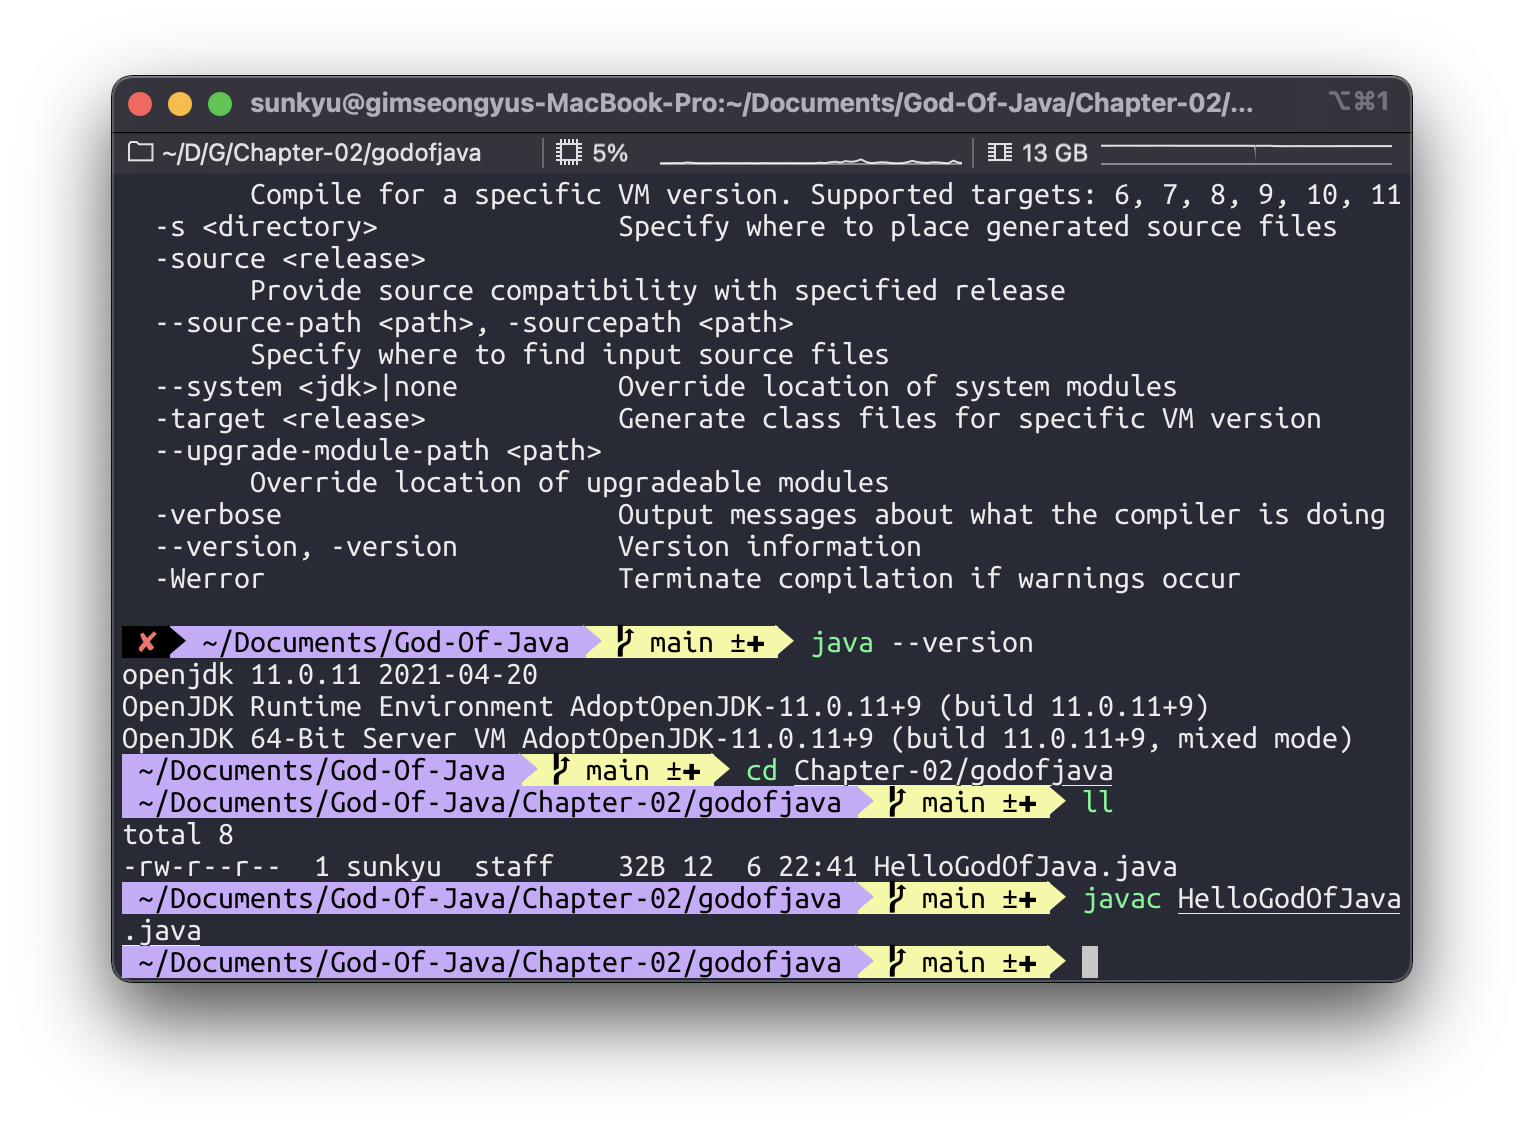 sunkyu@gimseongyus-MacBook-Pro:~/Documents/God-Of-Java/Chapter-02/... ⌥⌘1
~/D/G/Chapter-02/godofjava 5% 13 GB
Compile for a specific VM version. Supported targets: 6, 7, 8, 9, 10, 11
-s <directory> Specify where to place generated source files
-source <release>
Provide source compatibility with specified release
--source-path <path>, -sourcepath <path>
Specify where to find input source files
--system <jdk>|none Override location of system modules
-target <release> Generate class files for specific VM version
--upgrade-module-path <path>
Override location of upgradeable modules
-verbose Output messages about what the compiler is doing
--version, -version Version information
-Werror Terminate compilation if warnings occur
✘ ~/Documents/God-Of-Java main ±✚ java --version
openjdk 11.0.11 2021-04-20
OpenJDK Runtime Environment AdoptOpenJDK-11.0.11+9 (build 11.0.11+9)
OpenJDK 64-Bit Server VM AdoptOpenJDK-11.0.11+9 (build 11.0.11+9, mixed mode)
~/Documents/God-Of-Java main ±✚ cd Chapter-02/godofjava
~/Documents/God-Of-Java/Chapter-02/godofjava main ±✚ ll
total 8
-rw-r--r-- 1 sunkyu staff 32B 12 6 22:41 HelloGodOfJava.java
~/Documents/God-Of-Java/Chapter-02/godofjava main ±✚ javac HelloGodOfJava
.java
~/Documents/God-Of-Java/Chapter-02/godofjava main ±✚